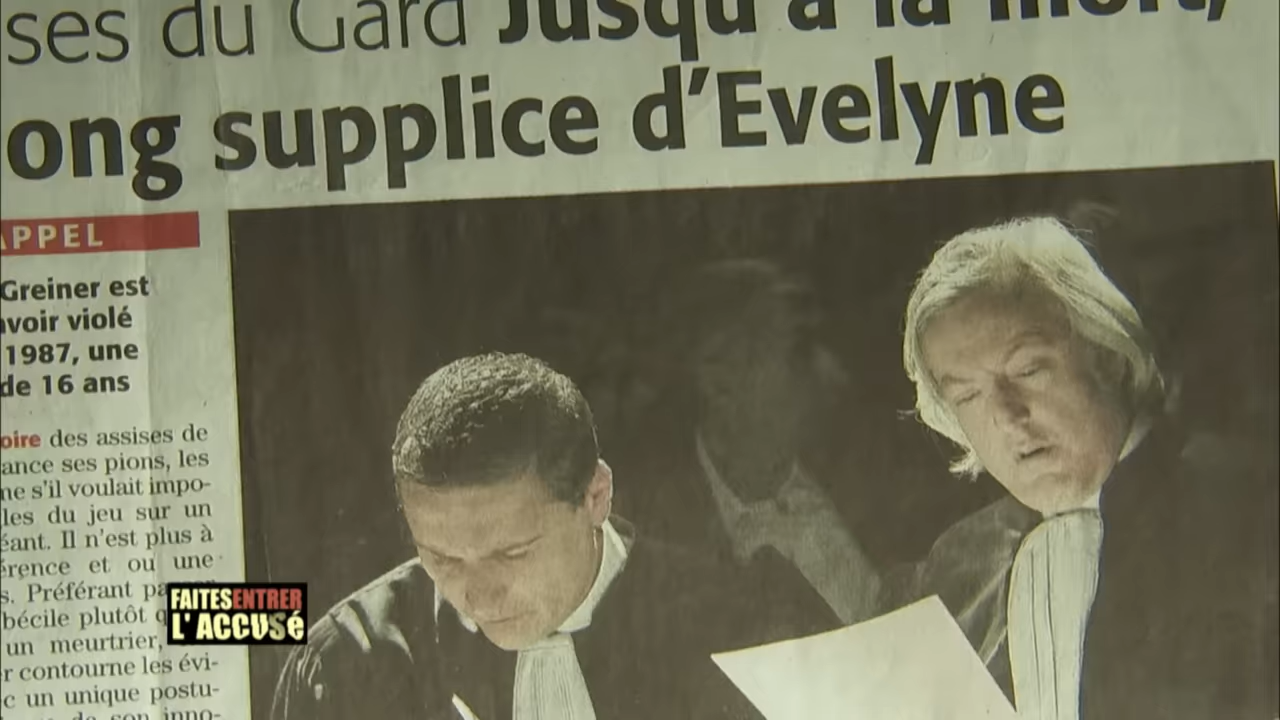 ses du Gard Jusqu'à la mort,
ong supplice d'Evelyne
APPEL
Greiner est
avoir violé
1987, une
de 16 ans
oire des assises de
ance ses pions, les
ne s'il voulait impo-
les du jeu sur un
éant. Il n'est plus à
érence et ou une
s. Préférant
bécile plutôt
un meurtrier,
r contourne les évi-
c un unique postu-
de son inno-
FAITES ENTRER
L'ACCUSé